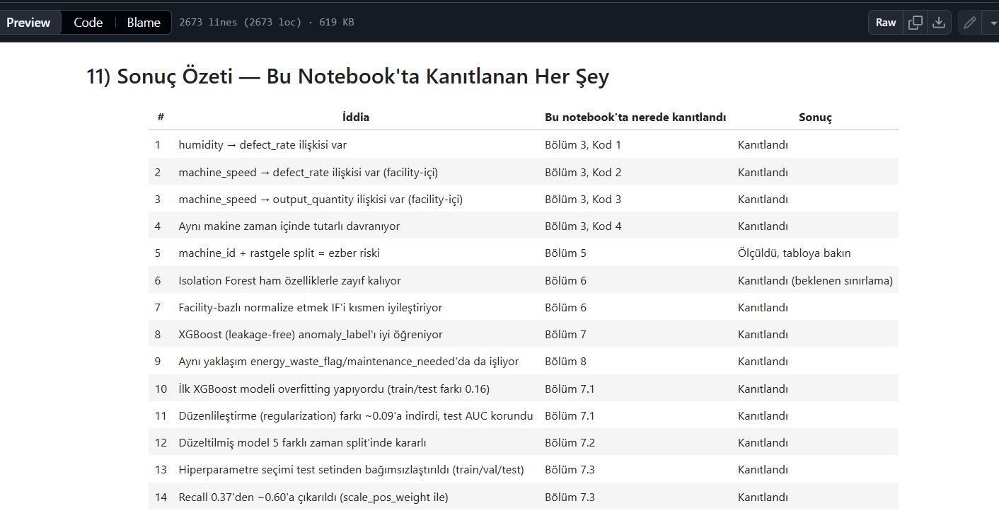 Preview Code Blame 2673 lines (2673 loc) · 619 KB Raw
11) Sonuç Özeti — Bu Notebook'ta Kanıtlanan Her Şey
# İddia Bu notebook'ta nerede kanıtlandı Sonuç
1 humidity → defect_rate ilişkisi var Bölüm 3, Kod 1 Kanıtlandı
2 machine_speed → defect_rate ilişkisi var (facility-içi) Bölüm 3, Kod 2 Kanıtlandı
3 machine_speed → output_quantity ilişkisi var (facility-içi) Bölüm 3, Kod 3 Kanıtlandı
4 Aynı makine zaman içinde tutarlı davranıyor Bölüm 3, Kod 4 Kanıtlandı
5 machine_id + rastgele split = ezber riski Bölüm 5 Ölçüldü, tabloya bakın
6 Isolation Forest ham özelliklerle zayıf kalıyor Bölüm 6 Kanıtlandı (beklenen sınırlama)
7 Facility-bazlı normalize etmek IF'i kısmen iyileştiriyor Bölüm 6 Kanıtlandı
8 XGBoost (leakage-free) anomaly_label'ı iyi öğreniyor Bölüm 7 Kanıtlandı
9 Aynı yaklaşım energy_waste_flag/maintenance_needed'da da işliyor Bölüm 8 Kanıtlandı
10 İlk XGBoost modeli overfitting yapıyordu (train/test farkı 0.16) Bölüm 7.1 Kanıtlandı
11 Düzenlileştirme (regularization) farkı ~0.09'a indirdi, test AUC korundu Bölüm 7.1 Kanıtlandı
12 Düzeltilmiş model 5 farklı zaman split'inde kararlı Bölüm 7.2 Kanıtlandı
13 Hiperparametre seçimi test setinden bağımsızlaştırıldı (train/val/test) Bölüm 7.3 Kanıtlandı
14 Recall 0.37'den ~0.60'a çıkarıldı (scale_pos_weight ile) Bölüm 7.3 Kanıtlandı